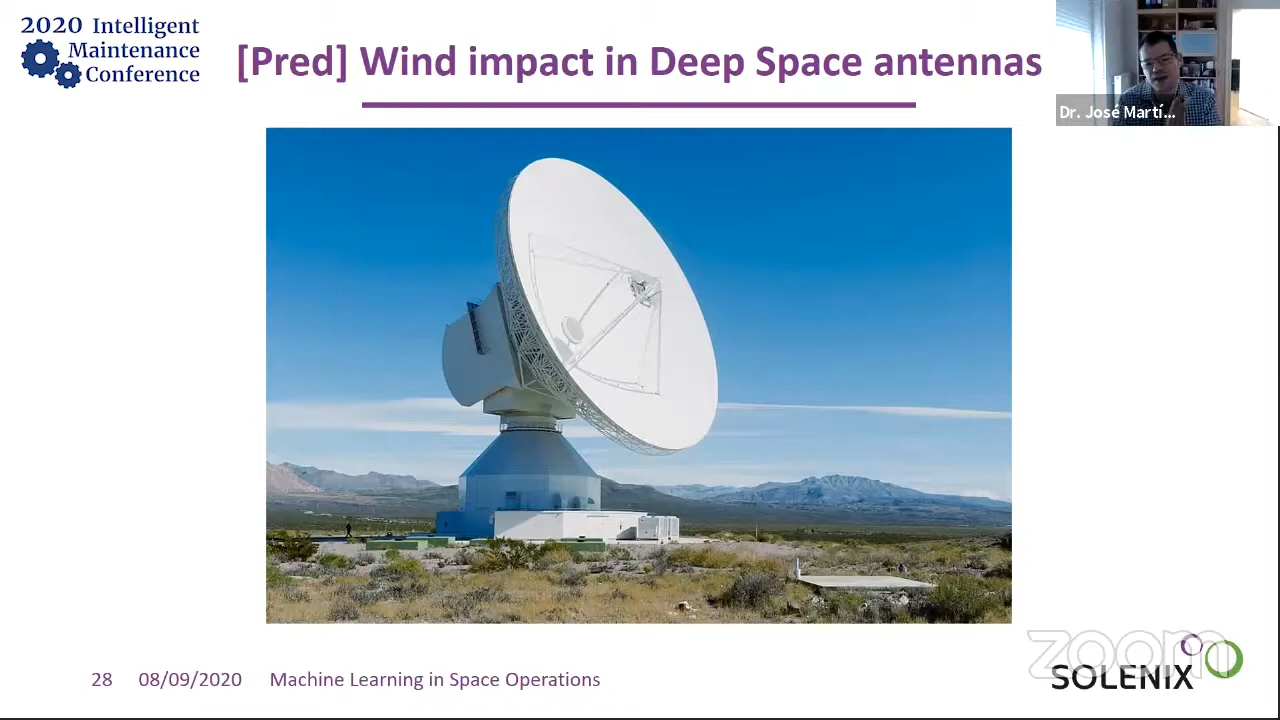 2020 Intelligent
Maintenance
Conference
[Pred] Wind impact in Deep Space antennas
Dr. José Martí...
28 08/09/2020 Machine Learning in Space Operations
zoom
SOLENIX